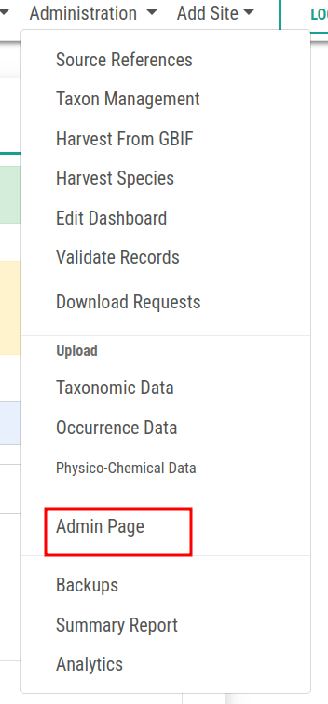 Administration Add Site LO
Source References
Taxon Management
Harvest From GBIF
Harvest Species
Edit Dashboard
Validate Records
Download Requests
Upload
Taxonomic Data
Occurrence Data
Physico-Chemical Data
Admin Page
Backups
Summary Report
Analytics